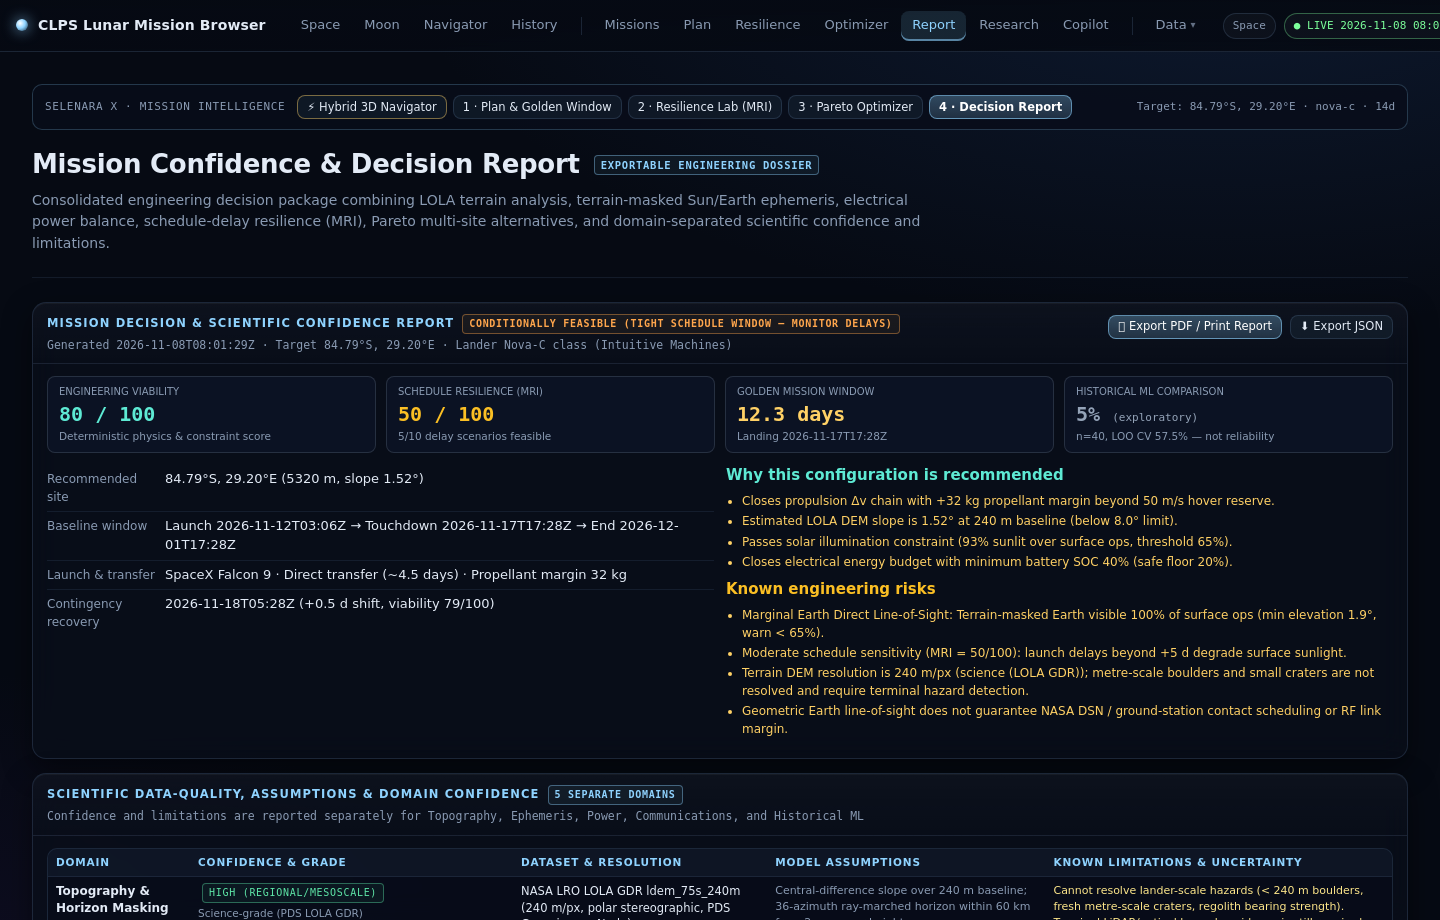 CLPS Lunar Mission Browser
Space Moon Navigator History Missions Plan Resilience Optimizer Report Research Copilot Data ▾ Space ● LIVE 2026-11-08 08:0
SELENARA X · MISSION INTELLIGENCE ⚡ Hybrid 3D Navigator 1 · Plan & Golden Window 2 · Resilience Lab (MRI) 3 · Pareto Optimizer 4 · Decision Report Target: 84.79°S, 29.20°E · nova-c · 14d
Mission Confidence & Decision Report EXPORTABLE ENGINEERING DOSSIER
Consolidated engineering decision package combining LOLA terrain analysis, terrain-masked Sun/Earth ephemeris, electrical
power balance, schedule-delay resilience (MRI), Pareto multi-site alternatives, and domain-separated scientific confidence and
limitations.
MISSION DECISION & SCIENTIFIC CONFIDENCE REPORT CONDITIONALLY FEASIBLE (TIGHT SCHEDULE WINDOW — MONITOR DELAYS)
Generated 2026-11-08T08:01:29Z · Target 84.79°S, 29.20°E · Lander Nova-C class (Intuitive Machines)
Export PDF / Print Report ⬇ Export JSON
ENGINEERING VIABILITY
80 / 100
Deterministic physics & constraint score
SCHEDULE RESILIENCE (MRI)
50 / 100
5/10 delay scenarios feasible
GOLDEN MISSION WINDOW
12.3 days
Landing 2026-11-17T17:28Z
HISTORICAL ML COMPARISON
5% (exploratory)
n=40, LOO CV 57.5% — not reliability
Recommended site 84.79°S, 29.20°E (5320 m, slope 1.52°)
Baseline window Launch 2026-11-12T03:06Z → Touchdown 2026-11-17T17:28Z → End 2026-12-
01T17:28Z
Launch & transfer SpaceX Falcon 9 · Direct transfer (~4.5 days) · Propellant margin 32 kg
Contingency recovery 2026-11-18T05:28Z (+0.5 d shift, viability 79/100)
Why this configuration is recommended
• Closes propulsion Δv chain with +32 kg propellant margin beyond 50 m/s hover reserve.
• Estimated LOLA DEM slope is 1.52° at 240 m baseline (below 8.0° limit).
• Passes solar illumination constraint (93% sunlit over surface ops, threshold 65%).
• Closes electrical energy budget with minimum battery SOC 40% (safe floor 20%).
Known engineering risks
• Marginal Earth Direct Line-of-Sight: Terrain-masked Earth visible 100% of surface ops (min elevation 1.9°,
warn < 65%).
• Moderate schedule sensitivity (MRI = 50/100): launch delays beyond +5 d degrade surface sunlight.
• Terrain DEM resolution is 240 m/px (science (LOLA GDR)); metre-scale boulders and small craters are not
resolved and require terminal hazard detection.
• Geometric Earth line-of-sight does not guarantee NASA DSN / ground-station contact scheduling or RF link
margin.
SCIENTIFIC DATA-QUALITY, ASSUMPTIONS & DOMAIN CONFIDENCE 5 SEPARATE DOMAINS
Confidence and limitations are reported separately for Topography, Ephemeris, Power, Communications, and Historical ML
DOMAIN CONFIDENCE & GRADE DATASET & RESOLUTION MODEL ASSUMPTIONS KNOWN LIMITATIONS & UNCERTAINTY
Topography &
Horizon Masking
HIGH (REGIONAL/MESOSCALE)
Science-grade (PDS LOLA GDR)
NASA LRO LOLA GDR ldem_75s_240m
(240 m/px, polar stereographic, PDS
Central-difference slope over 240 m baseline;
36-azimuth ray-marched horizon within 60 km
Cannot resolve lander-scale hazards (< 240 m boulders,
fresh metre-scale craters, regolith bearing strength).